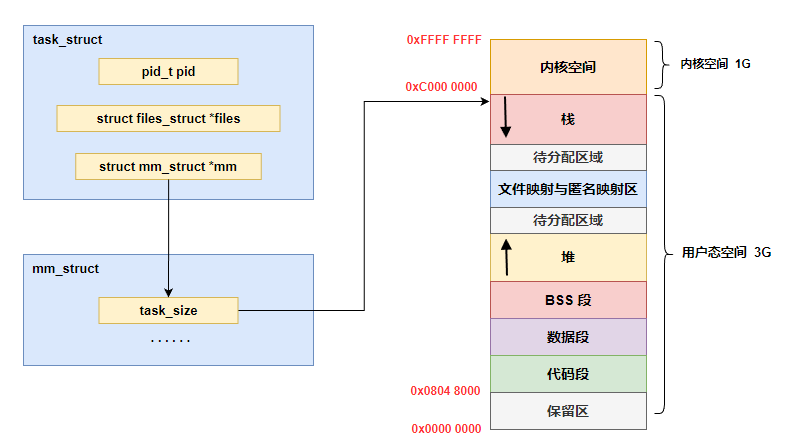 task_struct
pid_t pid
struct files_struct *files
struct mm_struct *mm
mm_struct
task_size
······
0xFFFF FFFF
内核空间
内核空间 1G
0xC000 0000
栈
待分配区域
文件映射与匿名映射区
待分配区域
堆
用户态空间 3G
BSS 段
数据段
代码段
0x0804 8000
保留区
0x0000 0000